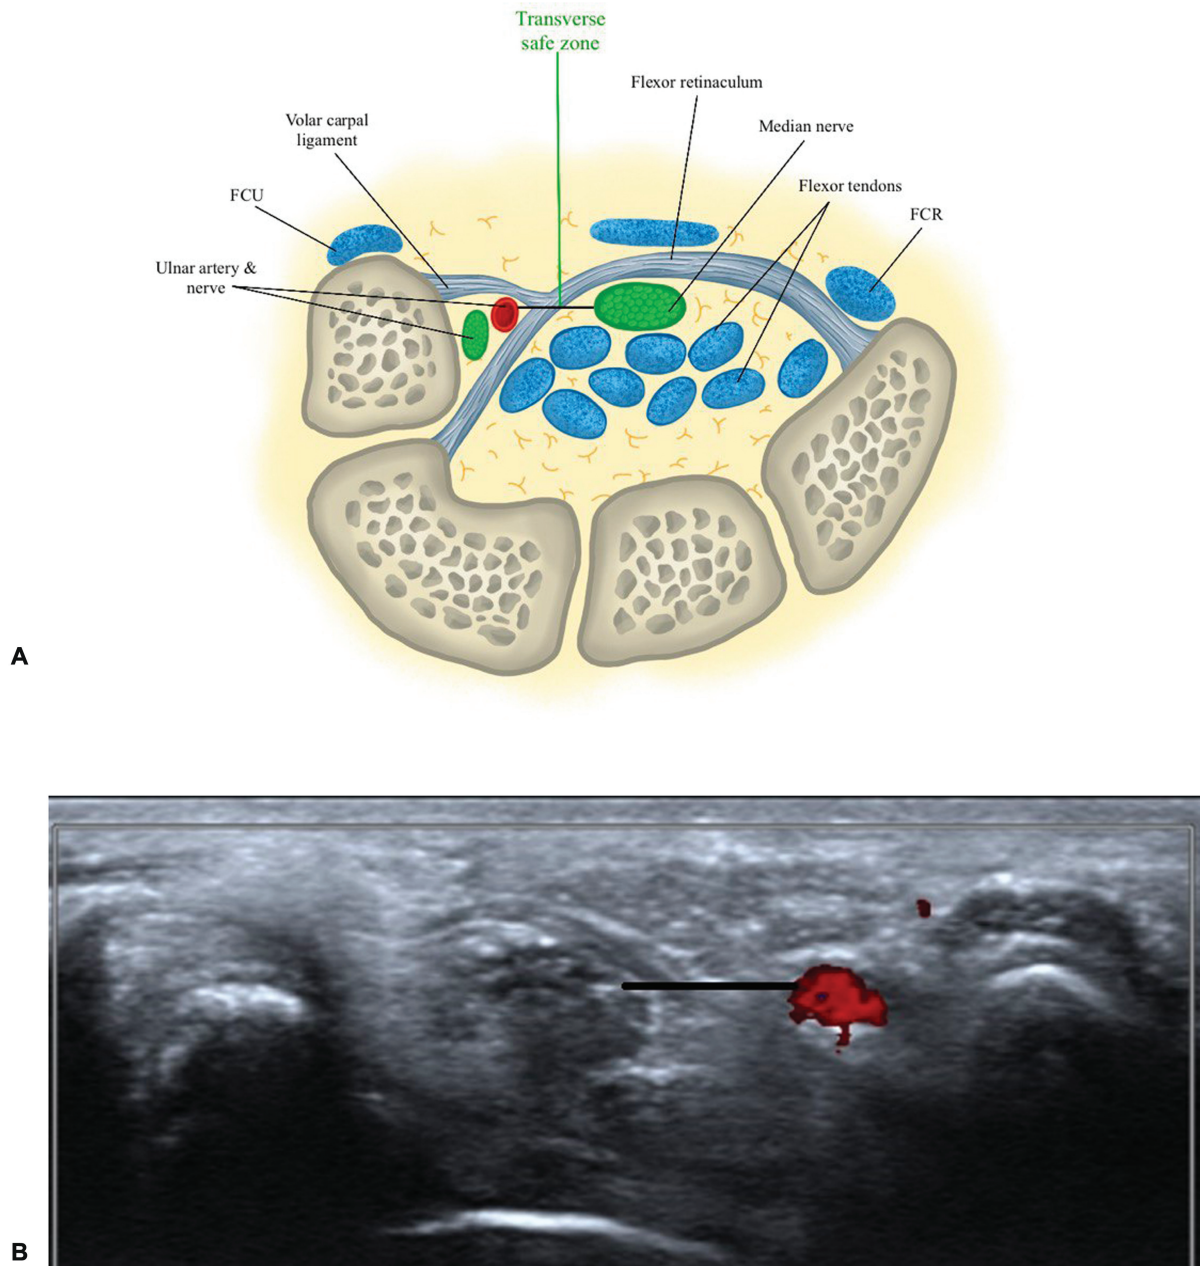 Transverse
safe zone
Flexor retinaculum
Volar carpal
ligament
Median nerve
FCU
Flexor tendons
FCR
Ulnar artery &
nerve
A
B